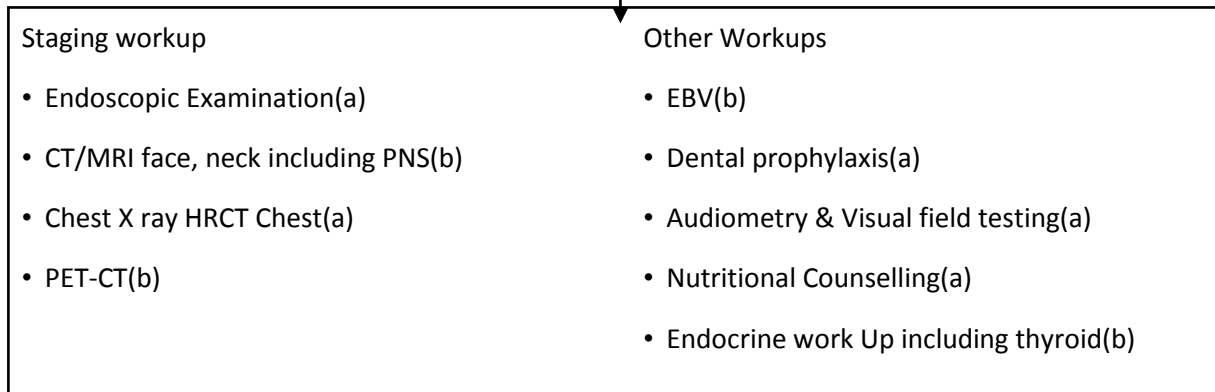 Staging workup
• Endoscopic Examination(a)
• CT/MRI face, neck including PNS(b)
• Chest X ray HRCT Chest(a)
• PET-CT(b)
Other Workups
• EBV(b)
• Dental prophylaxis(a)
• Audiometry & Visual field testing(a)
• Nutritional Counselling(a)
• Endocrine work Up including thyroid(b)